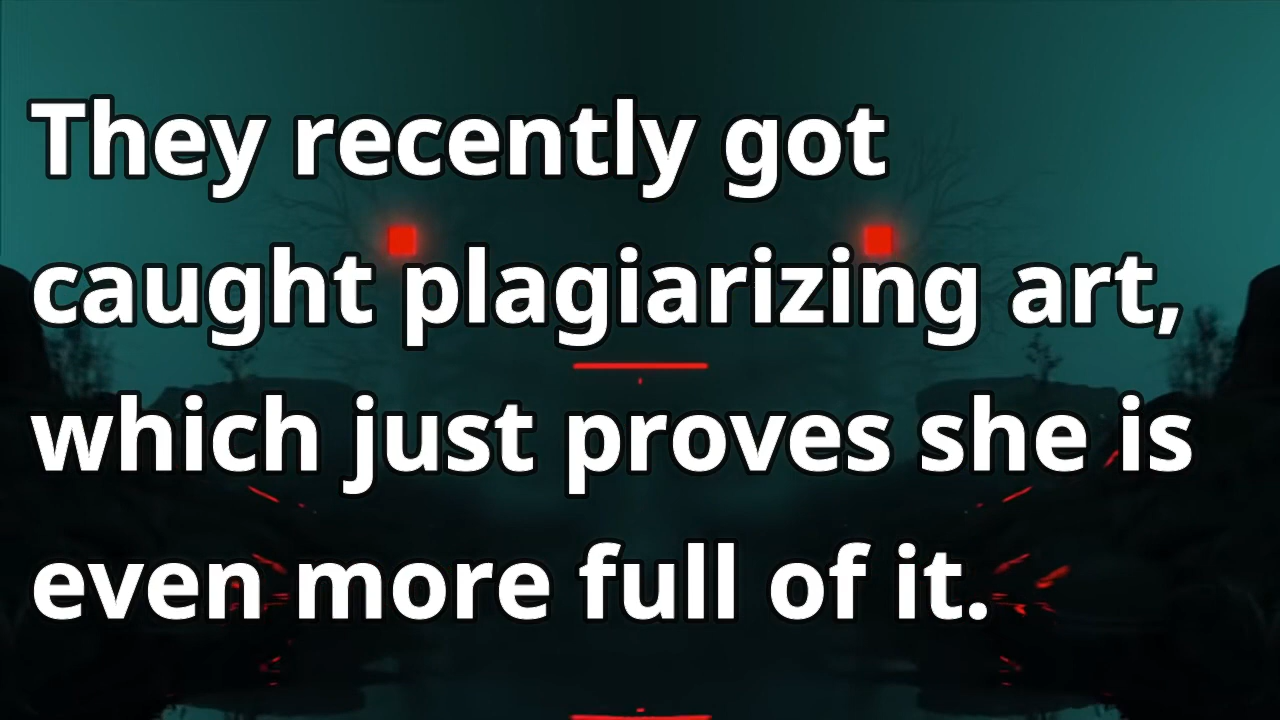 They recently got
caught plagiarizing art,
which just proves she is
even more full of it.